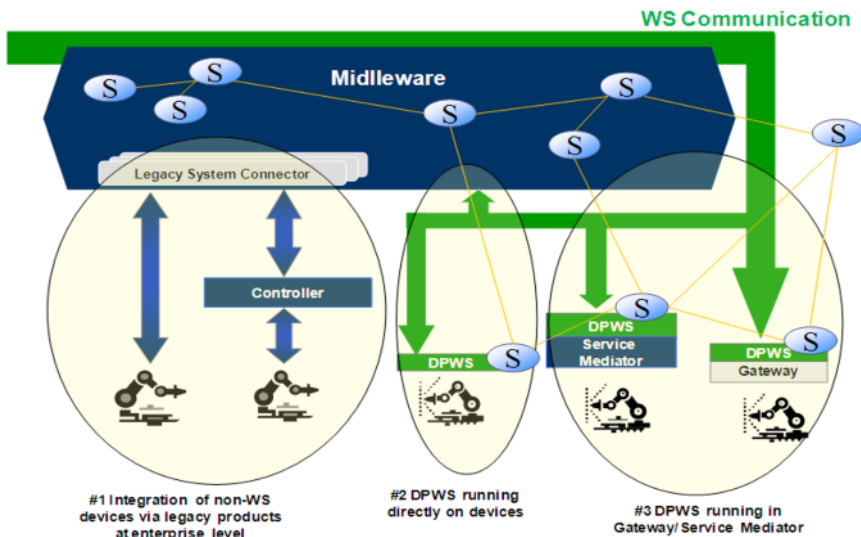 WS Communication
Midlleware
S
S
S
S
S
S
S
Legacy System Connector
Controller
DPWS
S
DPWS
Service
Mediator
S
DPWS
Gateway
S
#1 Integration of non-WS
devices via legacy products
at enterprise level
#2 DPWS running
directly on devices
#3 DPWS running in
Gateway/Service Mediator